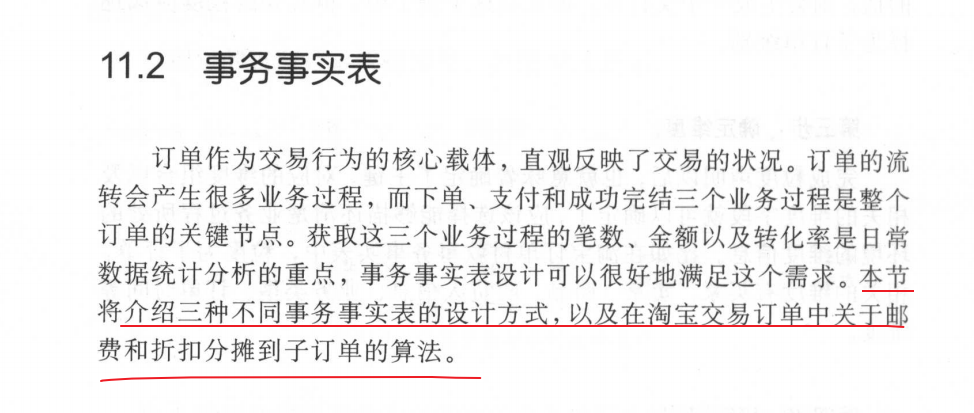 11.2 事务事实表
订单作为交易行为的核心载体，直观反映了交易的状况。订单的流
转会产生很多业务过程，而下单、支付和成功完结三个业务过程是整个
订单的关键节点。获取这三个业务过程的笔数、金额以及转化率是日常
数据统计分析的重点，事务事实表设计可以很好地满足这个需求。本节
将介绍三种不同事务事实表的设计方式，以及在淘宝交易订单中关于邮
费和折扣分摊到子订单的算法。